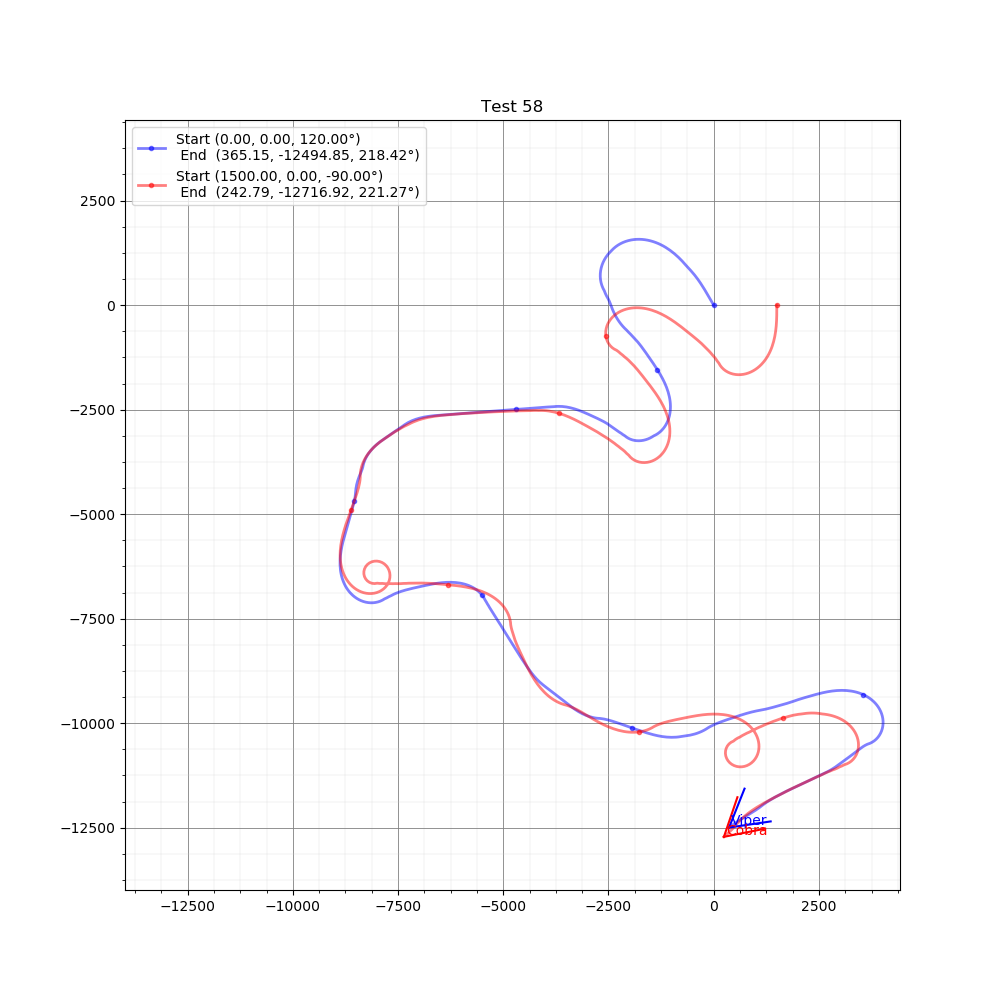 Test 58
Start (0.00, 0.00, 120.00°)
End  (365.15, -12494.85, 218.42°)
Start (1500.00, 0.00, -90.00°)
End  (242.79, -12716.92, 221.27°)
2500
0
−2500
−5000
−7500
−10000
−12500
Viper
Cobra
−12500
−10000
−7500
−5000
−2500
0
2500